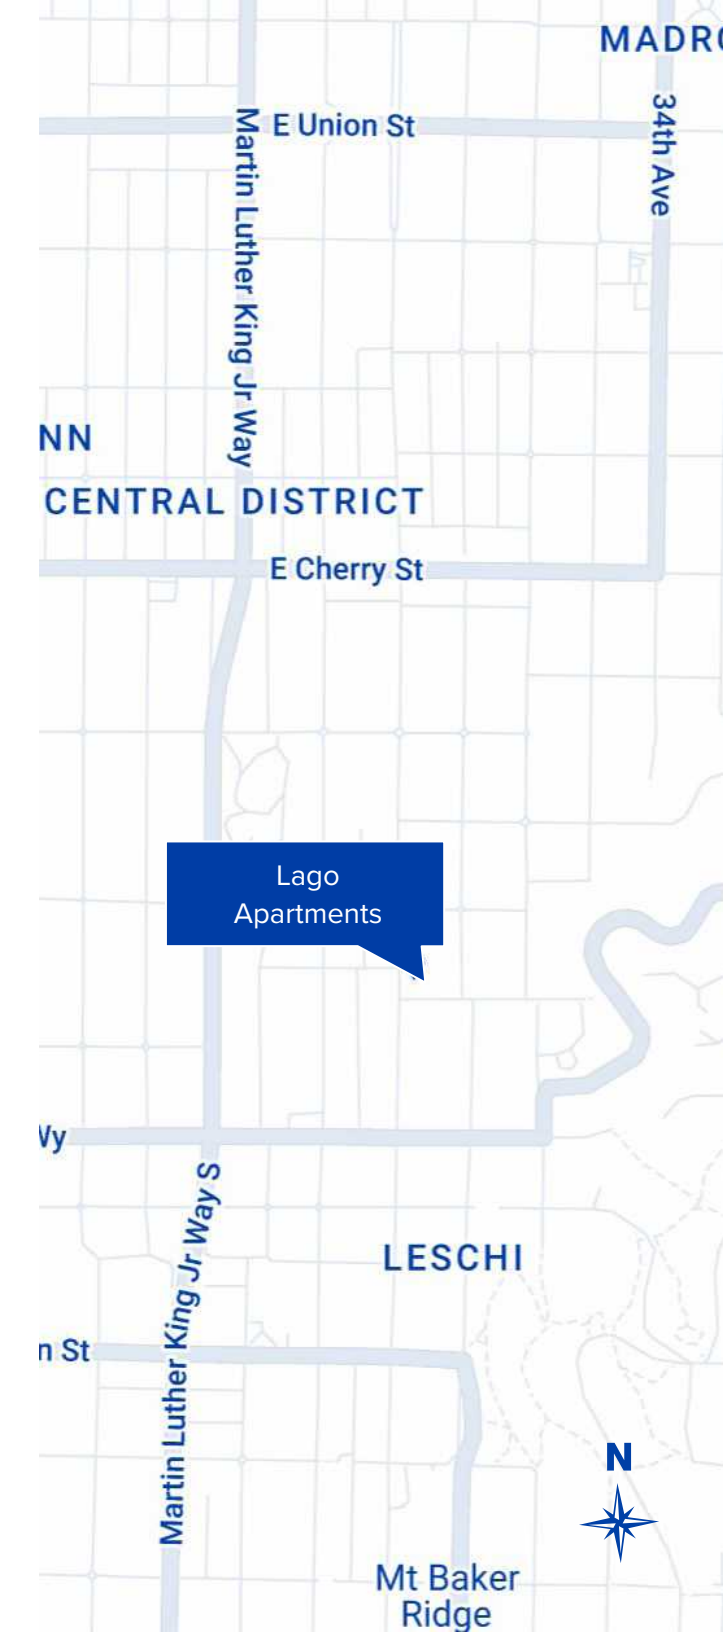 MADRO
E Union St
34th Ave
Martin Luther King Jr Way
NN
CENTRAL DISTRICT
E Cherry St
Lago
Apartments
Wy
Martin Luther King Jr Way S
LESCHI
n St
N
Mt Baker
Ridge